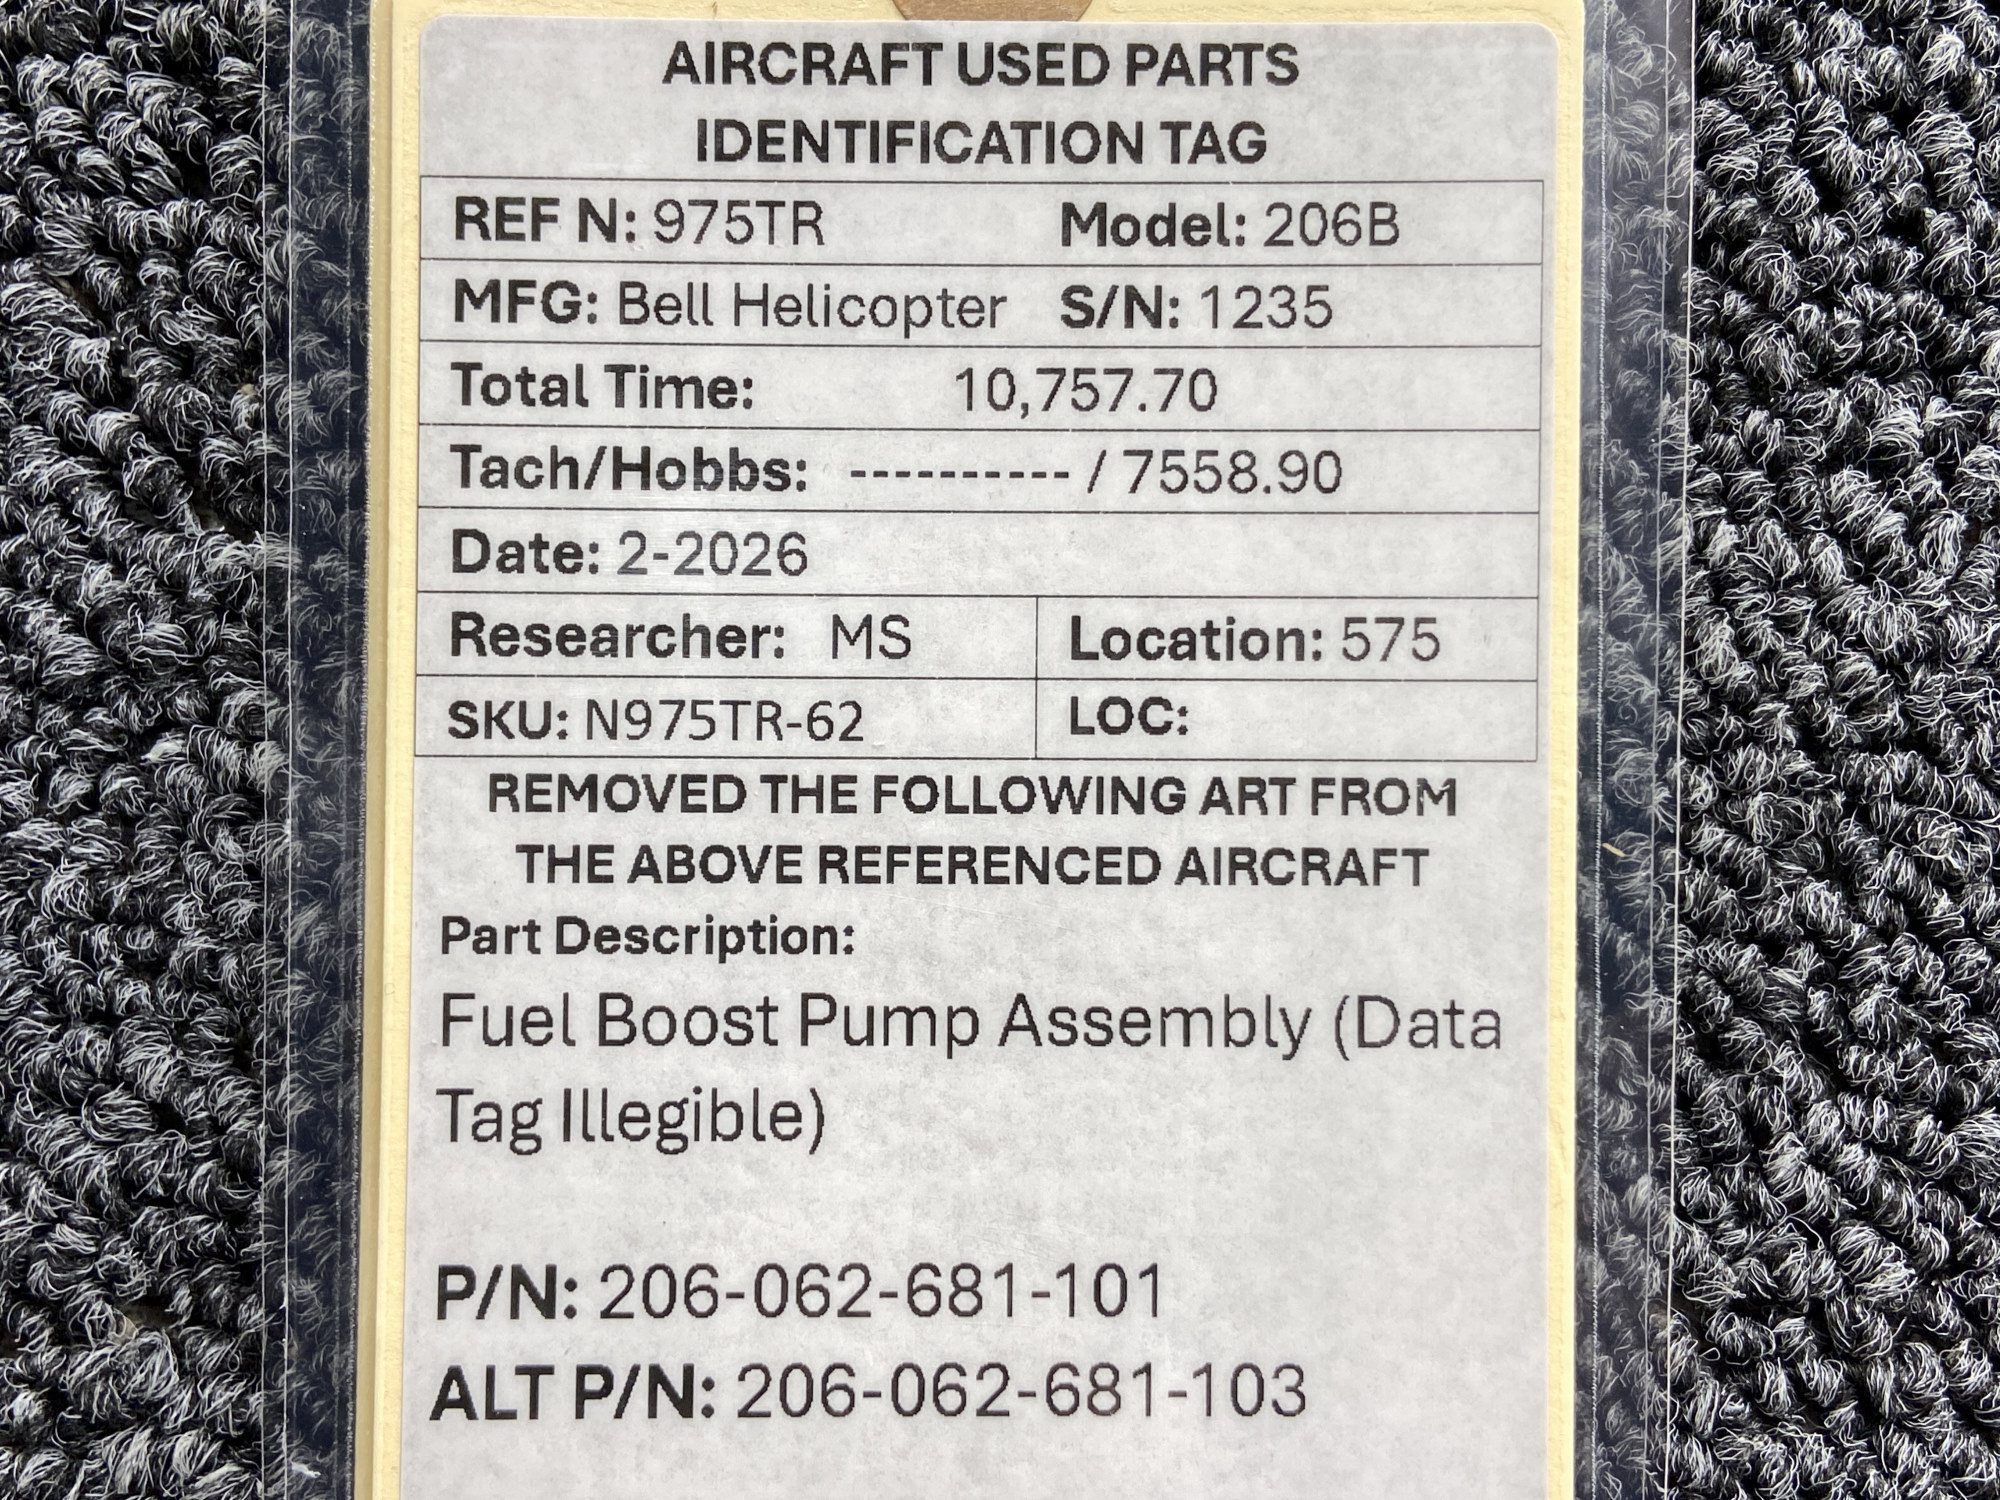 AIRCRAFT USED PARTS
IDENTIFICATION TAG
REF N: 975TR Model: 206B
MFG: Bell Helicopter S/N: 1235
Total Time: 10,757.70
Tach/Hobbs: ---------- / 7558.90
Date: 2-2026
Researcher: MS Location: 575
SKU: N975TR-62 LOC:
REMOVED THE FOLLOWING ART FROM
THE ABOVE REFERENCED AIRCRAFT
Part Description:
Fuel Boost Pump Assembly (Data
Tag Illegible)
P/N: 206-062-681-101
ALT P/N: 206-062-681-103